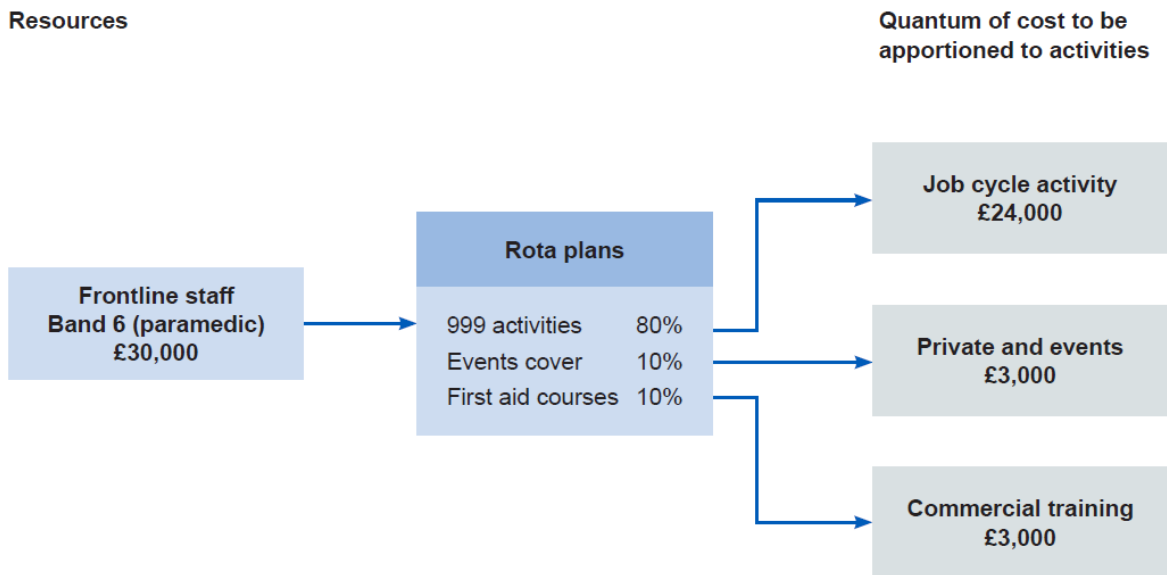 Resources
Quantum of cost to be
apportioned to activities
Frontline staff
Band 6 (paramedic)
£30,000
Rota plans
999 activities 80%
Events cover 10%
First aid courses 10%
Job cycle activity
£24,000
Private and events
£3,000
Commercial training
£3,000